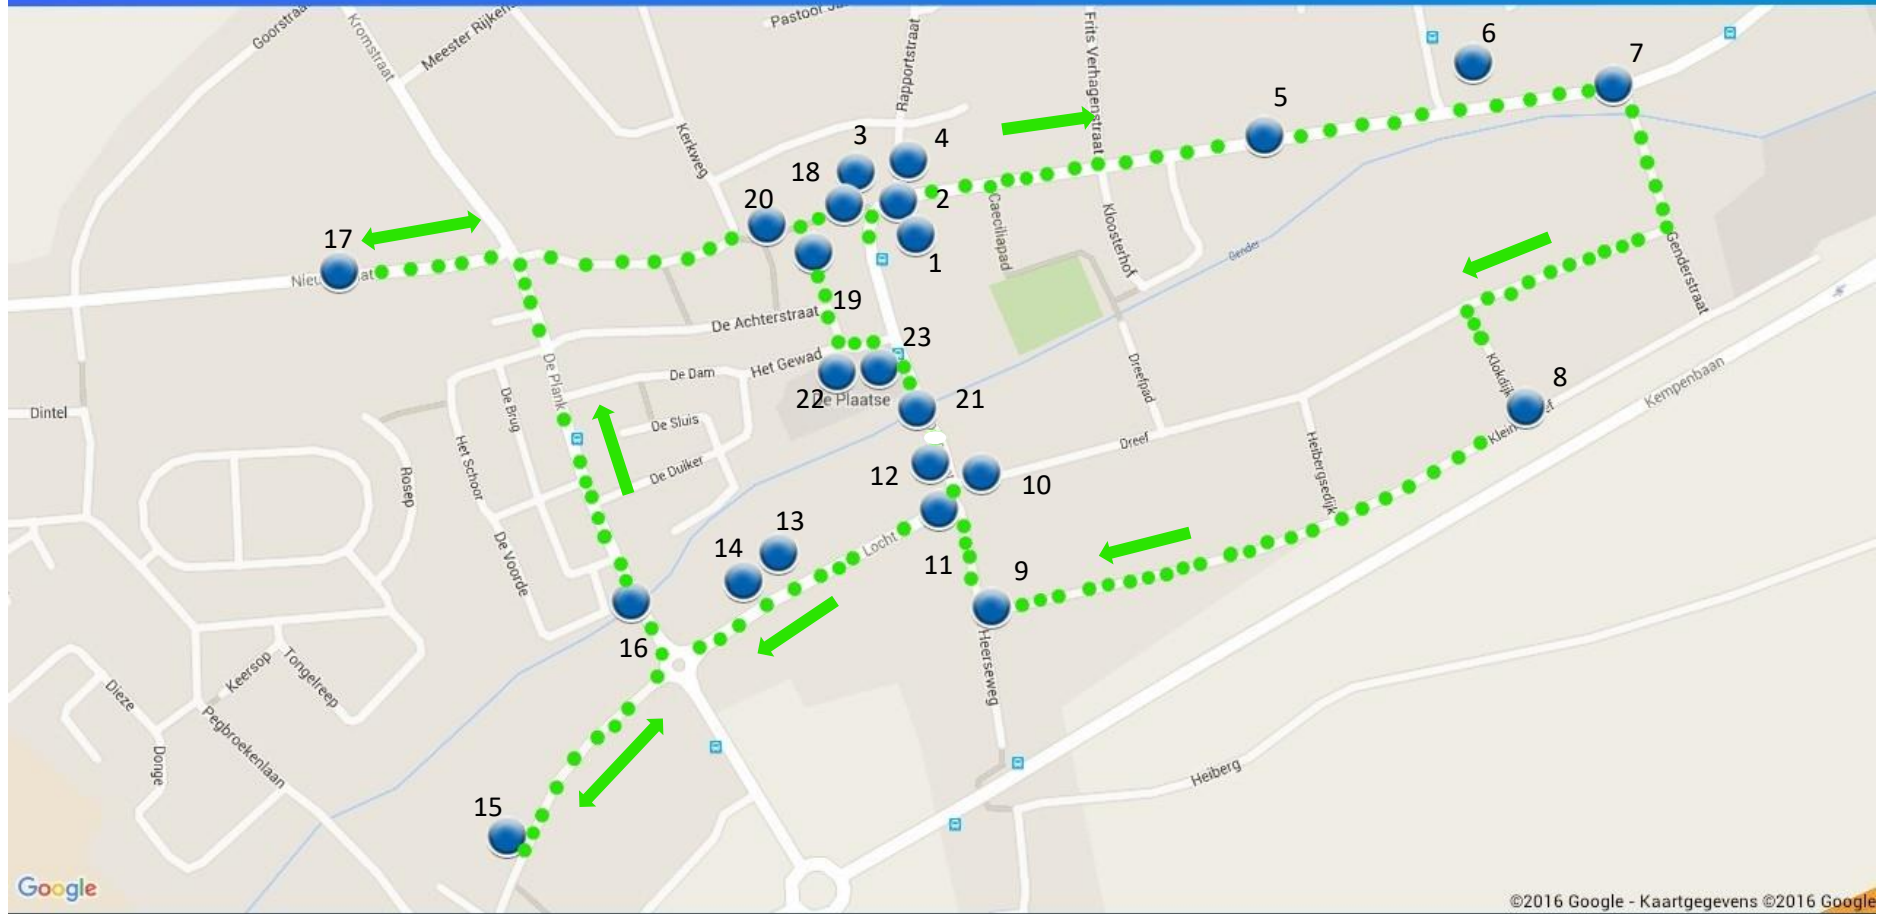 Goorstraat
Kromstraat
Meester Rijken
Pastoor
Rapportstraat
Frits Verhagenstraat
6
7
5
Kerkweg
3
4
18
20
2
1
17
Nieu
at
Caeciliapad
Kloosterhof
Gender
Genderstraat
19
De Achterstraat
23
De Plank
De Dam
Het Gewad
22
De Plaatse
21
Dreefpad
Klokdijk
8
Klein
ef
Kempenbaan
Dintel
De Brug
De Sluis
Het Schoor
De Duiker
Rosep
Dreef
12
10
Heibergsedijk
13
14
Locht
11
9
De Voorde
16
Heerseweg
Keersop
Tongelreep
Dieze
Pegbroekenlaan
Donge
Heiberg
15
Google
©2016 Google - Kaartgegevens ©2016 Google